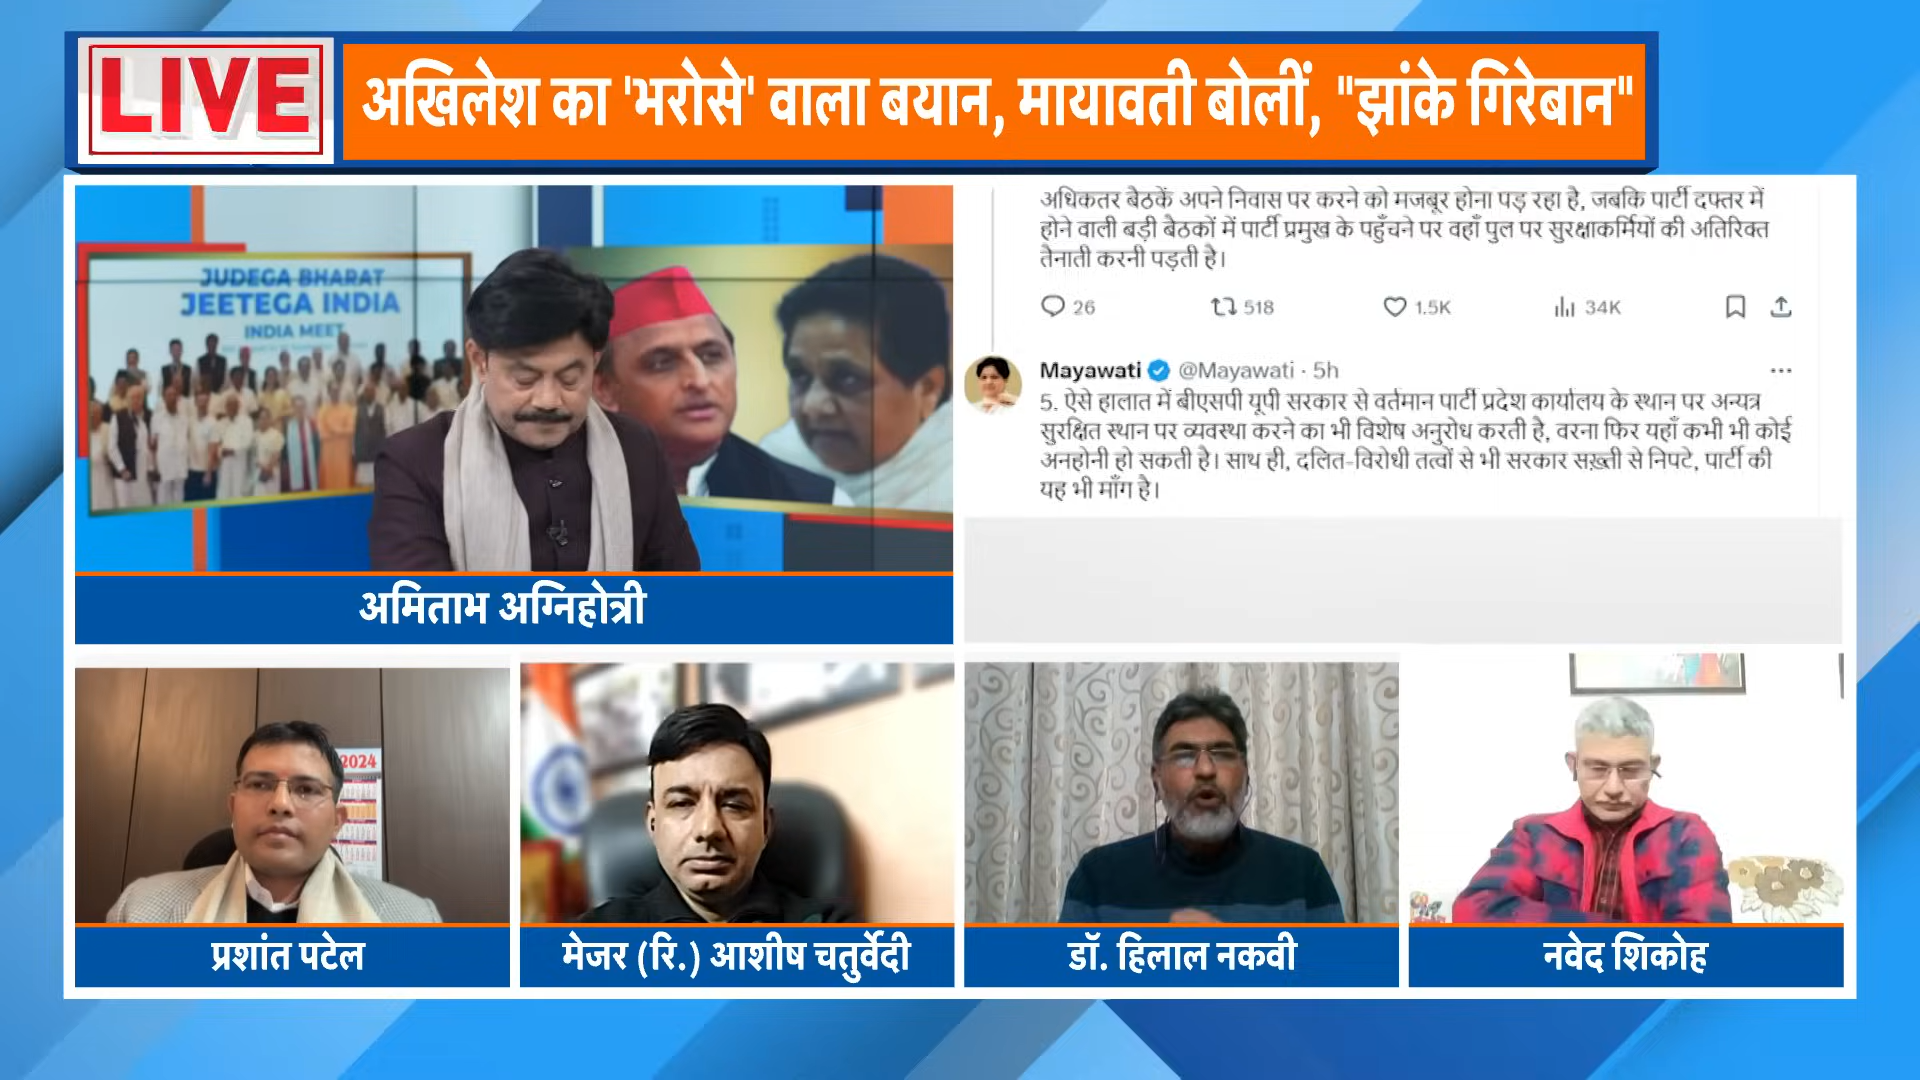 LIVE
अखिलेश का 'भरोसे' वाला बयान, मायावती बोलीं, "झांके गिरेबान"
JUDEGA BHARAT
JEETEGA INDIA
INDIA MEET
अमिताभ अग्निहोत्री
अधिकतर बैठकें अपने निवास पर करने को मजबूर होना पड़ रहा है, जबकि पार्टी दफ्तर में
होने वाली बड़ी बैठकों में पार्टी प्रमुख के पहुँचने पर वहाँ पुल पर सुरक्षाकर्मियों की अतिरिक्त
तैनाती करनी पड़ती है।
26 518 1.5K 34K
Mayawati @Mayawati · 5h
5. ऐसे हालात में बीएसपी यूपी सरकार से वर्तमान पार्टी प्रदेश कार्यालय के स्थान पर अन्यत्र
सुरक्षित स्थान पर व्यवस्था करने का भी विशेष अनुरोध करती है, वरना फिर यहाँ कभी भी कोई
अनहोनी हो सकती है। साथ ही, दलित-विरोधी तत्वों से भी सरकार सख़्ती से निपटे, पार्टी की
यह भी माँग है।
2024
प्रशांत पटेल
मेजर (रि.) आशीष चतुर्वेदी
डॉ. हिलाल नकवी
नवेद शिकोह